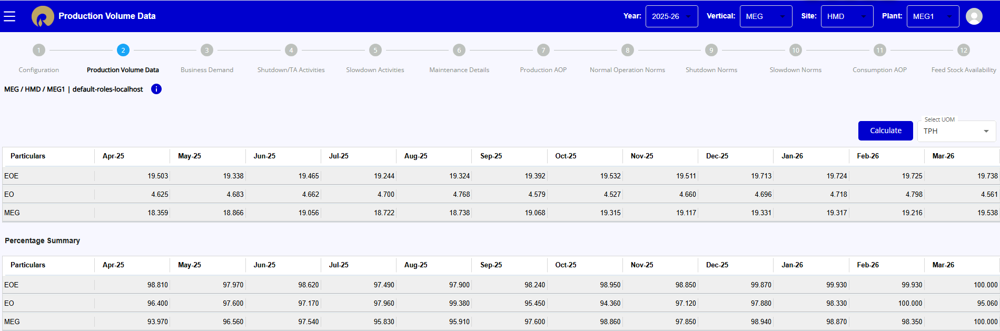 Production Volume Data Year: 2025-26 Vertical: MEG Site: HMD Plant: MEG1
1 2 3 4 5 6 7 8 9 10 11 12
Configuration Production Volume Data Business Demand Shutdown/TA Activities Slowdown Activities Maintenance Details Production AOP Normal Operation Norms Shutdown Norms Slowdown Norms Consumption AOP Feed Stock Availability
MEG / HMD / MEG1 | default-roles-localhost i
Select UOM
Calculate TPH
Particulars Apr-25 May-25 Jun-25 Jul-25 Aug-25 Sep-25 Oct-25 Nov-25 Dec-25 Jan-26 Feb-26 Mar-26
EOE 19.503 19.338 19.465 19.244 19.324 19.392 19.532 19.511 19.713 19.724 19.725 19.738
EO 4.625 4.683 4.662 4.700 4.768 4.579 4.527 4.660 4.696 4.718 4.798 4.561
MEG 18.359 18.866 19.056 18.722 18.738 19.068 19.315 19.117 19.331 19.317 19.216 19.538
Percentage Summary
Particulars Apr-25 May-25 Jun-25 Jul-25 Aug-25 Sep-25 Oct-25 Nov-25 Dec-25 Jan-26 Feb-26 Mar-26
EOE 98.810 97.970 98.620 97.490 97.900 98.240 98.950 98.850 99.870 99.930 99.930 100.000
EO 96.400 97.600 97.170 97.960 99.380 95.450 94.360 97.120 97.880 98.330 100.000 95.060
MEG 93.970 96.560 97.540 95.830 95.910 97.600 98.860 97.850 98.940 98.870 98.350 100.000